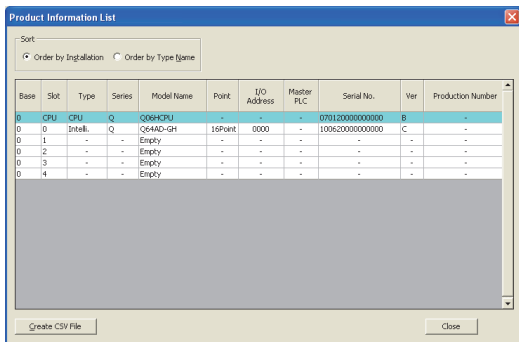 Product Information List
Sort
Order by Installation Order by Type Name
Base Slot Type Series Model Name Point I/O Address Master PLC Serial No. Ver Production Number
0 CPU CPU Q Q06HCPU - - - 070120000000000 B -
0 0 Intelli. Q Q64AD-GH 16Point 0000 - 100620000000000 C -
0 1 - - Empty - - - - - -
0 2 - - Empty - - - - - -
0 3 - - Empty - - - - - -
0 4 - - Empty - - - - - -
Create CSV File Close